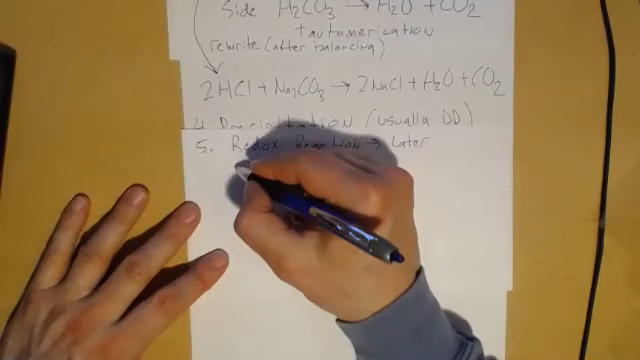 Side H₂CO₃ → H₂O + CO₂
tautomerication
rewrite (after balancing)
2HCl + Na₂CO₃ → 2NaCl + H₂O + CO₂
4 Precipitation (usually DD)
5. Redox Reaction → Later